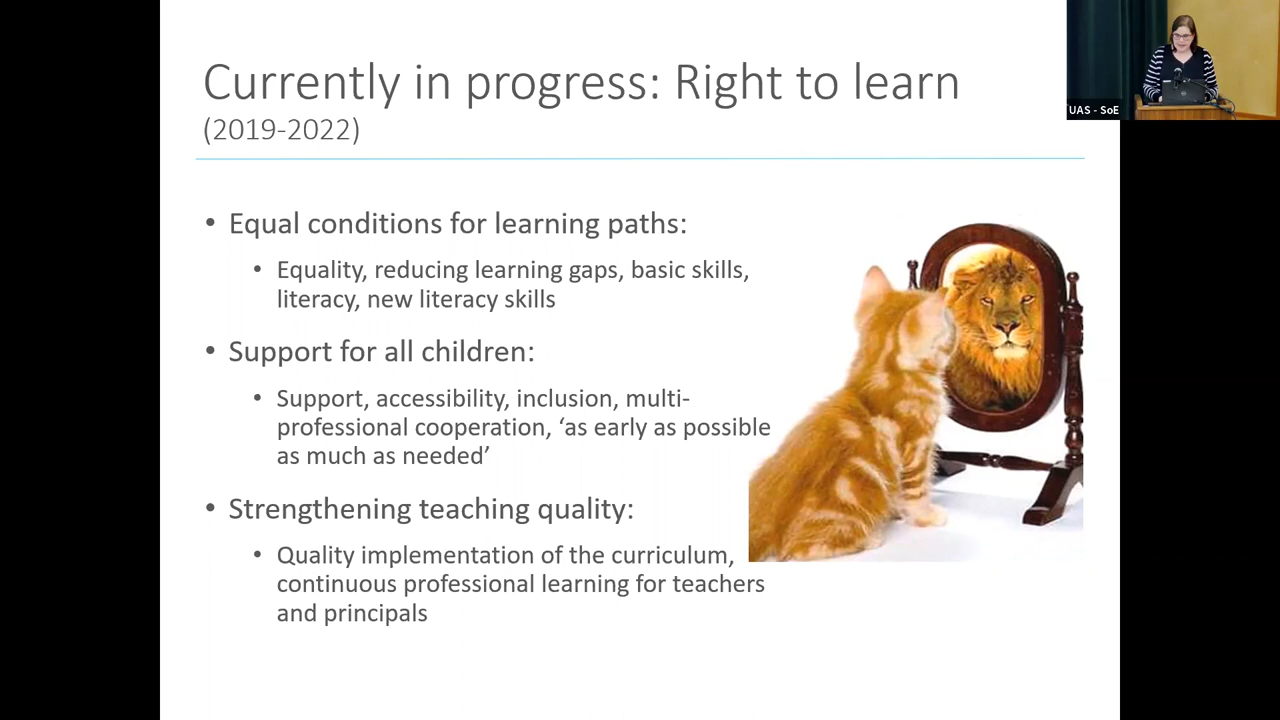 Currently in progress: Right to learn
(2019-2022)
UAS - SoE
• Equal conditions for learning paths:
• Equality, reducing learning gaps, basic skills,
literacy, new literacy skills
• Support for all children:
• Support, accessibility, inclusion, multi-
professional cooperation, ‘as early as possible
as much as needed’
• Strengthening teaching quality:
• Quality implementation of the curriculum,
continuous professional learning for teachers
and principals